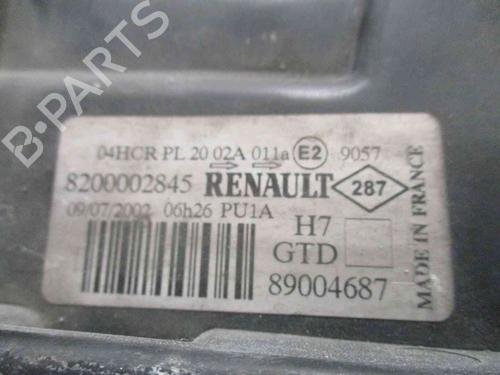 04HCR PL 20 02A 011a E2 9057
8200002845 RENAULT 287
09/07/2002 06h26 PU1A
H7
GTD
89004687
MADE IN FRANCE
B-PARTS